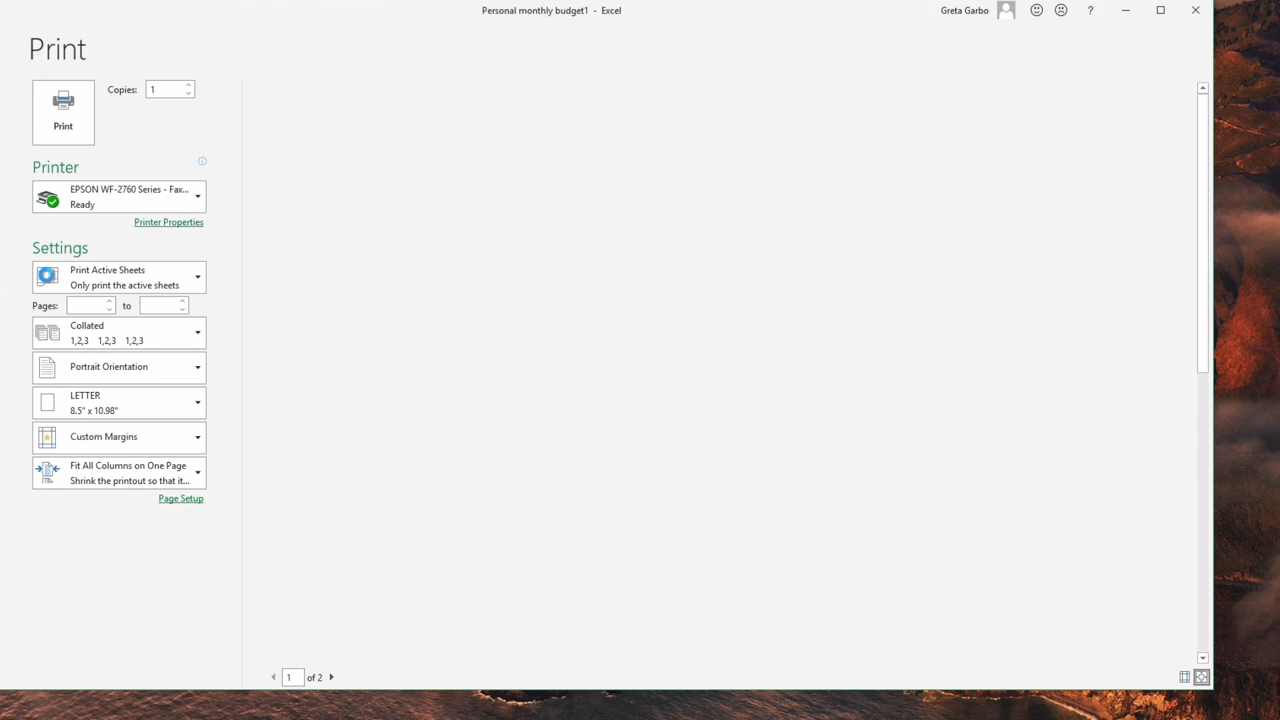 Personal monthly budget1 - Excel
Greta Garbo
?
Print
Print
Copies: 1
Printer
EPSON WF-2760 Series - Fax...
Ready
Printer Properties
Settings
Print Active Sheets
Only print the active sheets
Pages: to
Collated
1,2,3 1,2,3 1,2,3
Portrait Orientation
LETTER
8.5" x 10.98"
Custom Margins
Fit All Columns on One Page
Shrink the printout so that it...
Page Setup
1 of 2